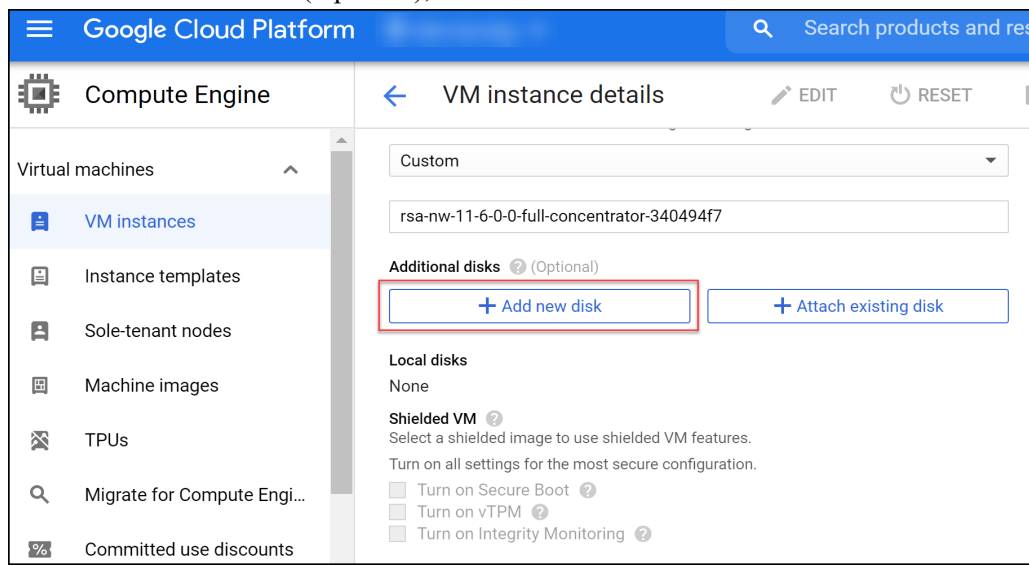 Google Cloud Platform
Search products and res
Compute Engine
VM instance details
EDIT
RESET
Virtual machines
VM instances
Instance templates
Sole-tenant nodes
Machine images
TPUs
Migrate for Compute Engi...
Committed use discounts
Custom
rsa-nw-11-6-0-0-full-concentrator-340494f7
Additional disks (Optional)
Add new disk
Attach existing disk
Local disks
None
Shielded VM
Select a shielded image to use shielded VM features.
Turn on all settings for the most secure configuration.
Turn on Secure Boot
Turn on vTPM
Turn on Integrity Monitoring